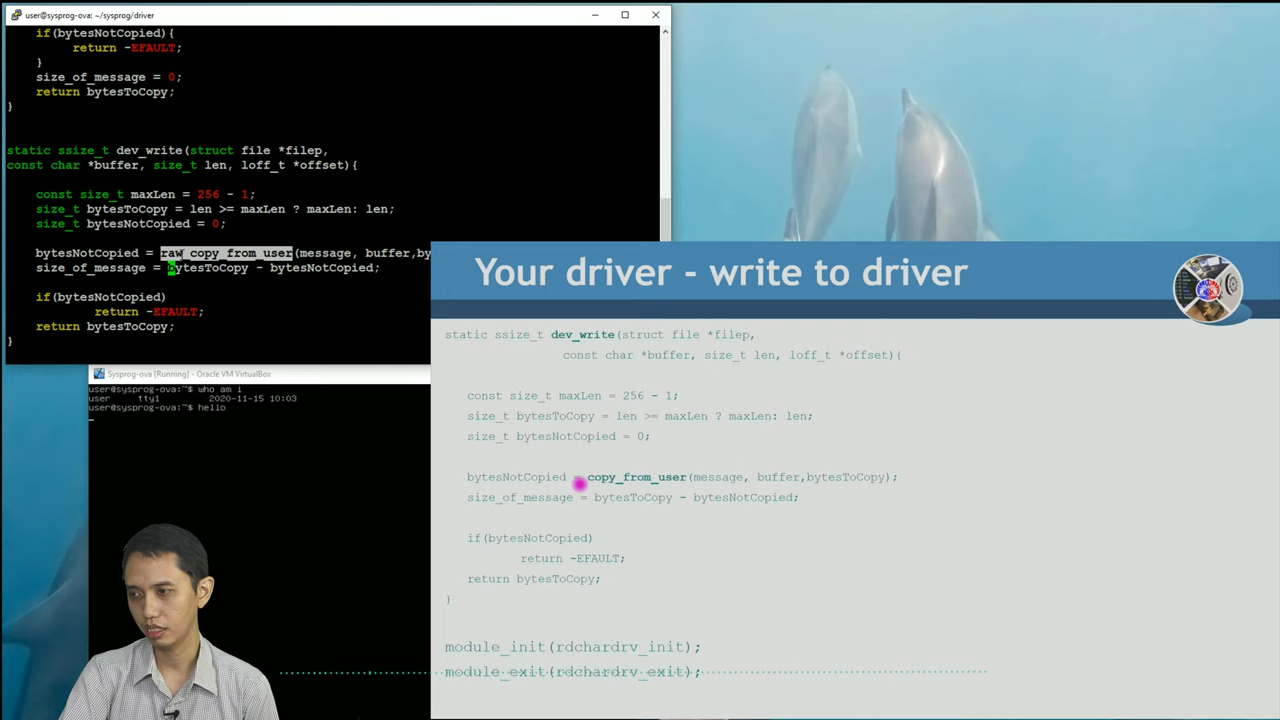 user@sysprog-ova: ~/sysprog/driver
if(bytesNotCopied){
return -EFAULT;
}
size_of_message = 0;
return bytesToCopy;
}
static ssize_t dev_write(struct file *filep,
const char *buffer, size_t len, loff_t *offset){
const size_t maxLen = 256 - 1;
size_t bytesToCopy = len >= maxLen ? maxLen: len;
size_t bytesNotCopied = 0;
bytesNotCopied = raw_copy_from_user(message, buffer,by
size_of_message = bytesToCopy - bytesNotCopied;
if(bytesNotCopied)
return -EFAULT;
return bytesToCopy;
}
Sysprog-ova [Running] - Oracle VM VirtualBox
user@sysprog-ova:~$ who am i
user tty1 2020-11-15 10:03
user@sysprog-ova:~$ hello
Your driver - write to driver
static ssize_t dev_write(struct file *filep,
const char *buffer, size_t len, loff_t *offset){
const size_t maxLen = 256 - 1;
size_t bytesToCopy = len >= maxLen ? maxLen: len;
size_t bytesNotCopied = 0;
bytesNotCopied = copy_from_user(message, buffer,bytesToCopy);
size_of_message = bytesToCopy - bytesNotCopied;
if(bytesNotCopied)
return -EFAULT;
return bytesToCopy;
}
module_init(rdchardrv_init);
module_exit(rdchardrv_exit);